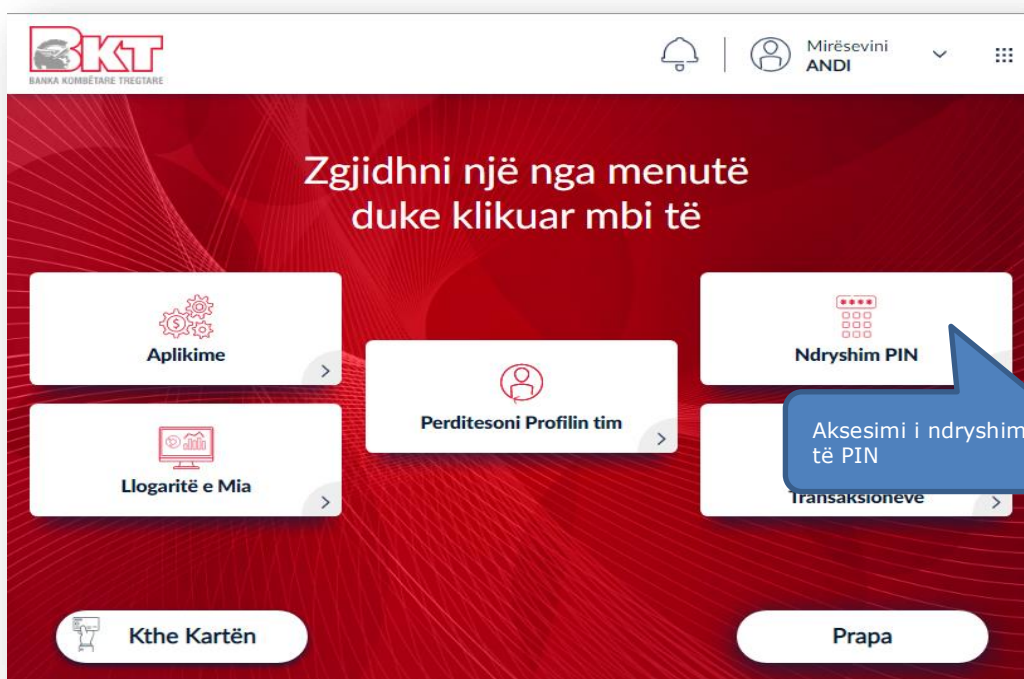 BKT
BANKA KOMBËTARE TREGTARE
Mirësevini
ANDI
Zgjidhni një nga menutë
duke klikuar mbi të
Aplikime
Ndryshim PIN
Perditesoni Profilin tim
Aksesimi i ndryshim
të PIN
Llogaritë e Mia
Transaksioneve
Kthe Kartën
Prapa